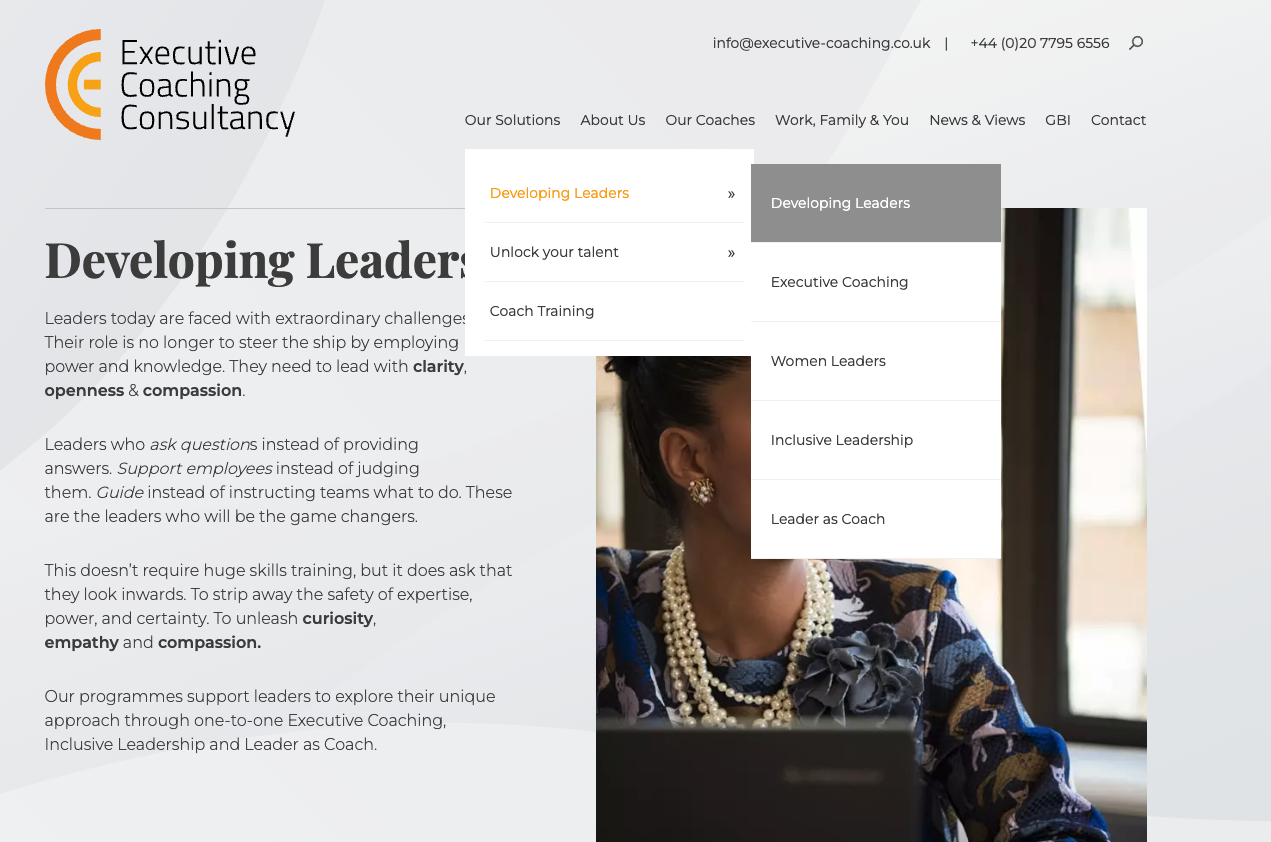 Executive
Coaching
Consultancy
info@executive-coaching.co.uk | +44 (0)20 7795 6556
Our Solutions About Us Our Coaches Work, Family & You News & Views GBI Contact
Developing Leaders »
Unlock your talent »
Coach Training
Developing Leaders
Executive Coaching
Women Leaders
Inclusive Leadership
Leader as Coach
Developing Leaders
Leaders today are faced with extraordinary challenges
Their role is no longer to steer the ship by employing
power and knowledge. They need to lead with clarity,
openness & compassion.
Leaders who ask questions instead of providing
answers. Support employees instead of judging
them. Guide instead of instructing teams what to do. These
are the leaders who will be the game changers.
This doesn’t require huge skills training, but it does ask that
they look inwards. To strip away the safety of expertise,
power, and certainty. To unleash curiosity,
empathy and compassion.
Our programmes support leaders to explore their unique
approach through one-to-one Executive Coaching,
Inclusive Leadership and Leader as Coach.